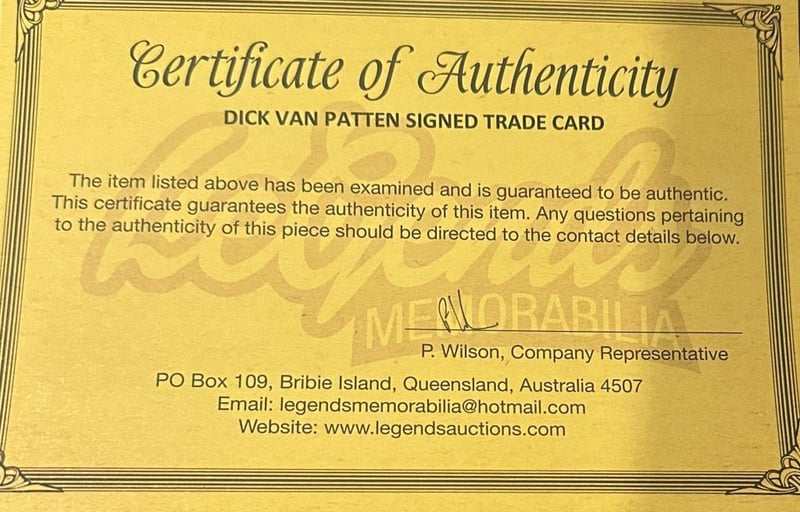 Certificate of Authenticity
DICK VAN PATTEN SIGNED TRADE CARD
The item listed above has been examined and is guaranteed to be authentic.
This certificate guarantees the authenticity of this item. Any questions pertaining
to the authenticity of this piece should be directed to the contact details below.
Legends
MEMORABILIA
P. Wilson, Company Representative
PO Box 109, Bribie Island, Queensland, Australia 4507
Email: legendsmemorabilia@hotmail.com
Website: www.legendsauctions.com